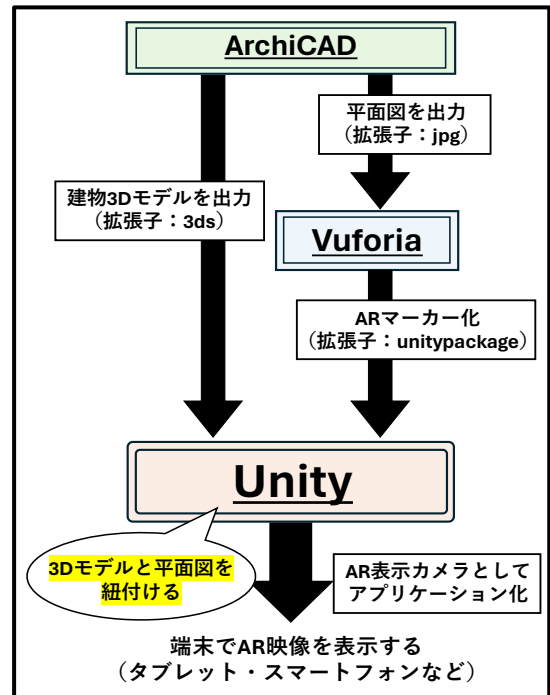 ArchiCAD
平面図を出力
（拡張子：jpg）
建物3Dモデルを出力
（拡張子：3ds）
Vuforia
ARマーカー化
（拡張子：unitypackage）
Unity
3Dモデルと平面図を
紐付ける
AR表示カメラとして
アプリケーション化
端末でAR映像を表示する
（タブレット・スマートフォンなど）